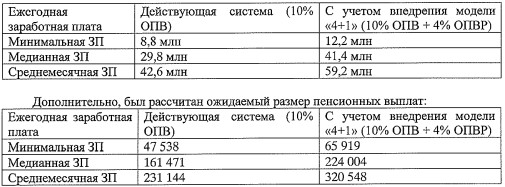 Ежегодная заработная плата
Действующая система (10% ОПВ)
С учетом внедрения модели «4+1» (10% ОПВ + 4% ОПВР)
Минимальная ЗП 8,8 млн 12,2 млн
Медианная ЗП 29,8 млн 41,4 млн
Среднемесячная ЗП 42,6 млн 59,2 млн
Дополнительно, был рассчитан ожидаемый размер пенсионных выплат:
Ежегодная заработная плата
Действующая система (10% ОПВ)
С учетом внедрения модели «4+1» (10% ОПВ + 4% ОПВР)
Минимальная ЗП 47 538 65 919
Медианная ЗП 161 471 224 004
Среднемесячная ЗП 231 144 320 548